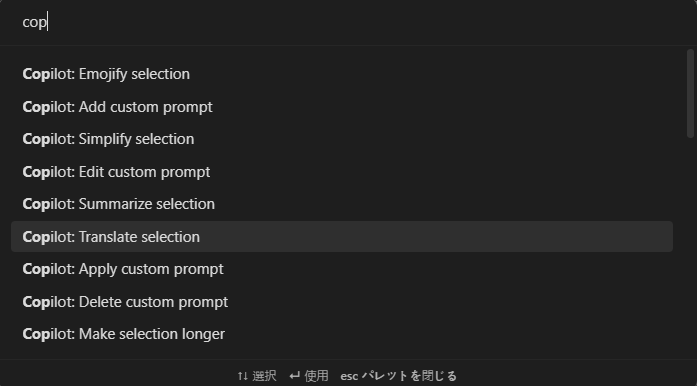 cop
Copilot: Emojify selection
Copilot: Add custom prompt
Copilot: Simplify selection
Copilot: Edit custom prompt
Copilot: Summarize selection
Copilot: Translate selection
Copilot: Apply custom prompt
Copilot: Delete custom prompt
Copilot: Make selection longer
↑↓ 選択 ↵ 使用 esc パレットを閉じる